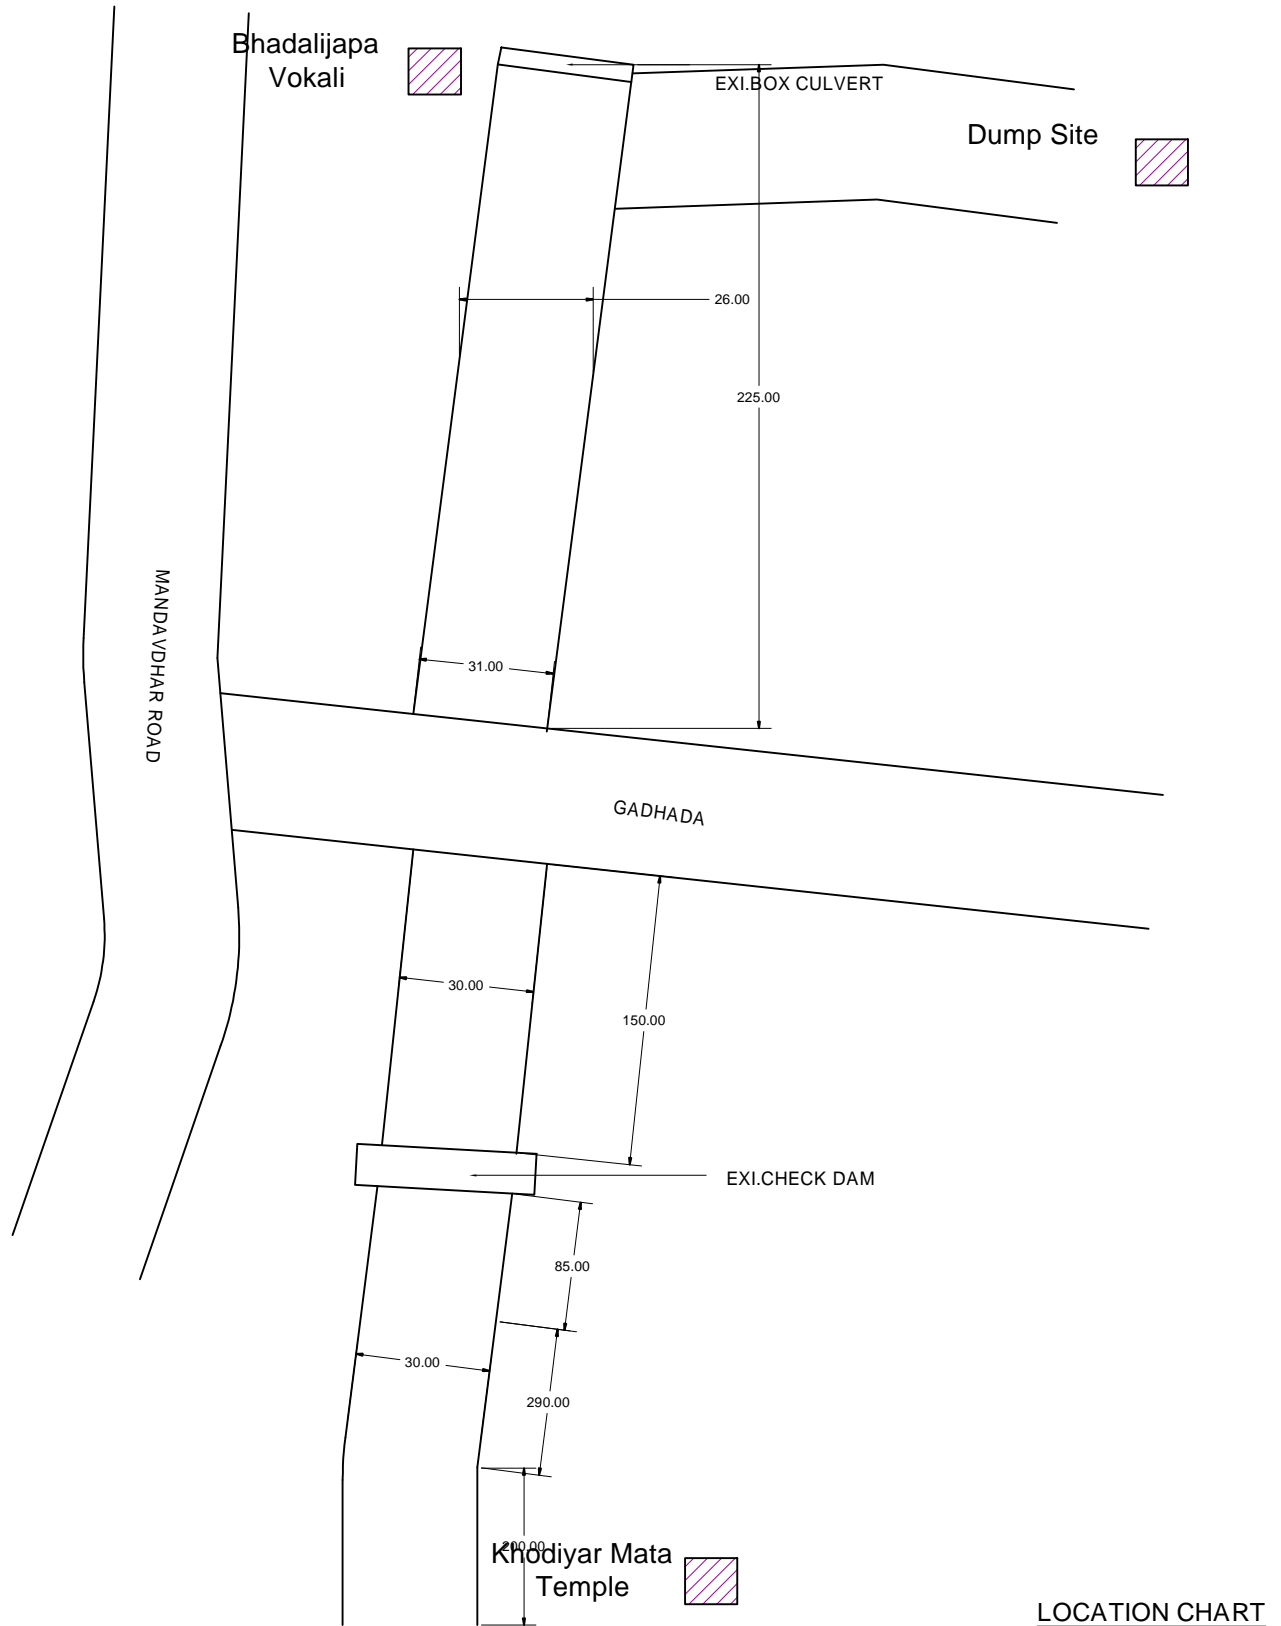 Bhadalijapa
Vokali
EXI.BOX CULVERT
Dump Site
26.00
225.00
MANDAVDHAR ROAD
31.00
GADHADA
30.00
150.00
EXI.CHECK DAM
85.00
30.00
290.00
200.00
Khodiyar Mata
Temple
LOCATION CHART